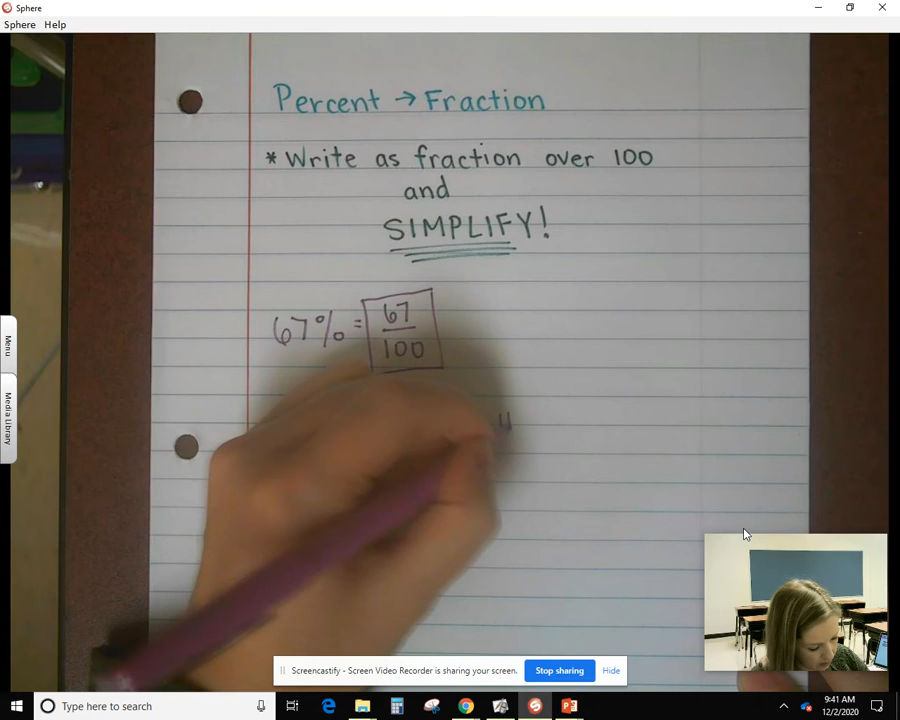 Sphere
Sphere Help
Percent → Fraction
* Write as fraction over 100
and
SIMPLIFY!
67% = 67/100
Menu
Media Library
Screencastify - Screen Video Recorder is sharing your screen.
Stop sharing
Hide
Type here to search
9:41 AM
12/2/2020